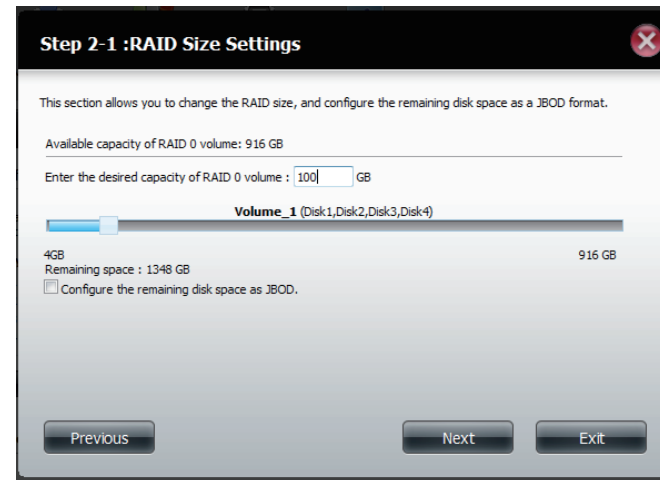 Step 2-1 :RAID Size Settings
This section allows you to change the RAID size, and configure the remaining disk space as a JBOD format.
Available capacity of RAID 0 volume: 916 GB
Enter the desired capacity of RAID 0 volume : 100 GB
Volume_1 (Disk1,Disk2,Disk3,Disk4)
4GB 916 GB
Remaining space : 1348 GB
Configure the remaining disk space as JBOD.
Previous Next Exit